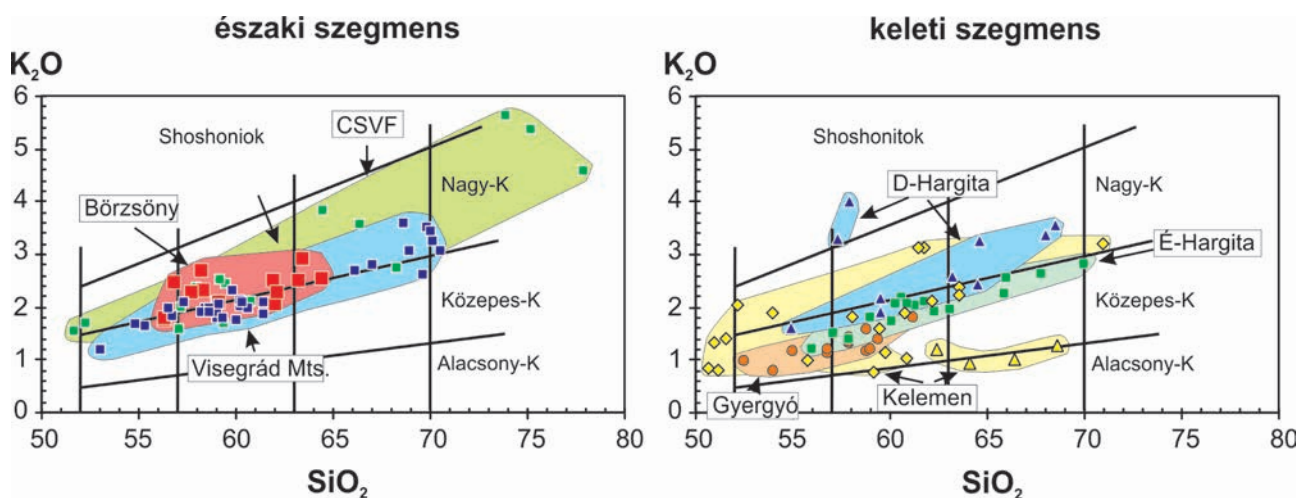 északi szegmens
K₂O
6
5
4
3
2
1
0
50
55
60
65
70
75
80
SiO₂
Shoshoniok
CSVF
Börzsöny
Nagy-K
Közepes-K
Visegrád Mts.
Alacsony-K
keleti szegmens
K₂O
6
5
4
3
2
1
0
50
55
60
65
70
75
80
SiO₂
Shoshonitok
D-Hargita
Nagy-K
É-Hargita
Közepes-K
Alacsony-K
Gyergyó
Kelemen